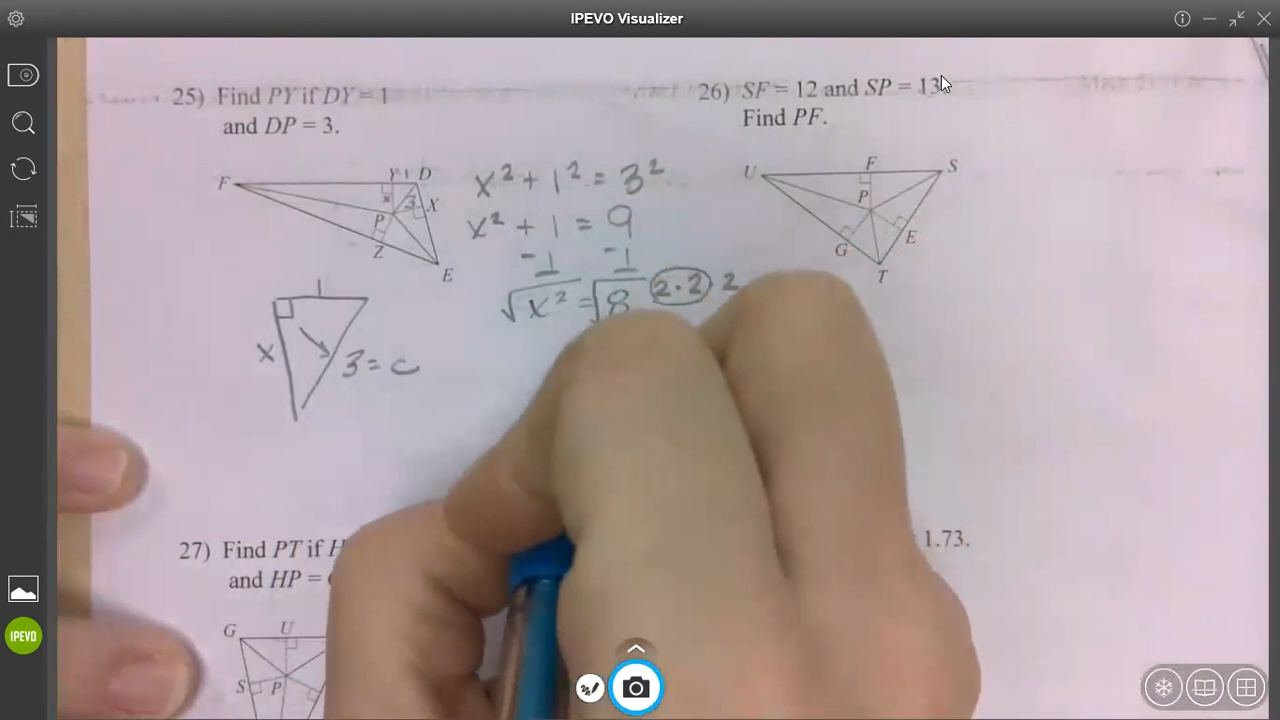 IPEVO Visualizer
25) Find PY if DY = 1
and DP = 3.
26) SF = 12 and SP = 13
Find PF.
F
Y
1
D
x
3
X
P
Z
E
x² + 1² = 3²
x² + 1 = 9
-1 -1
√x² = √8 2·2 2
1
x
3 = c
U
F
S
P
G
E
T
27) Find PT if H
and HP =
1.73.
G
U
S
P
IPEVO